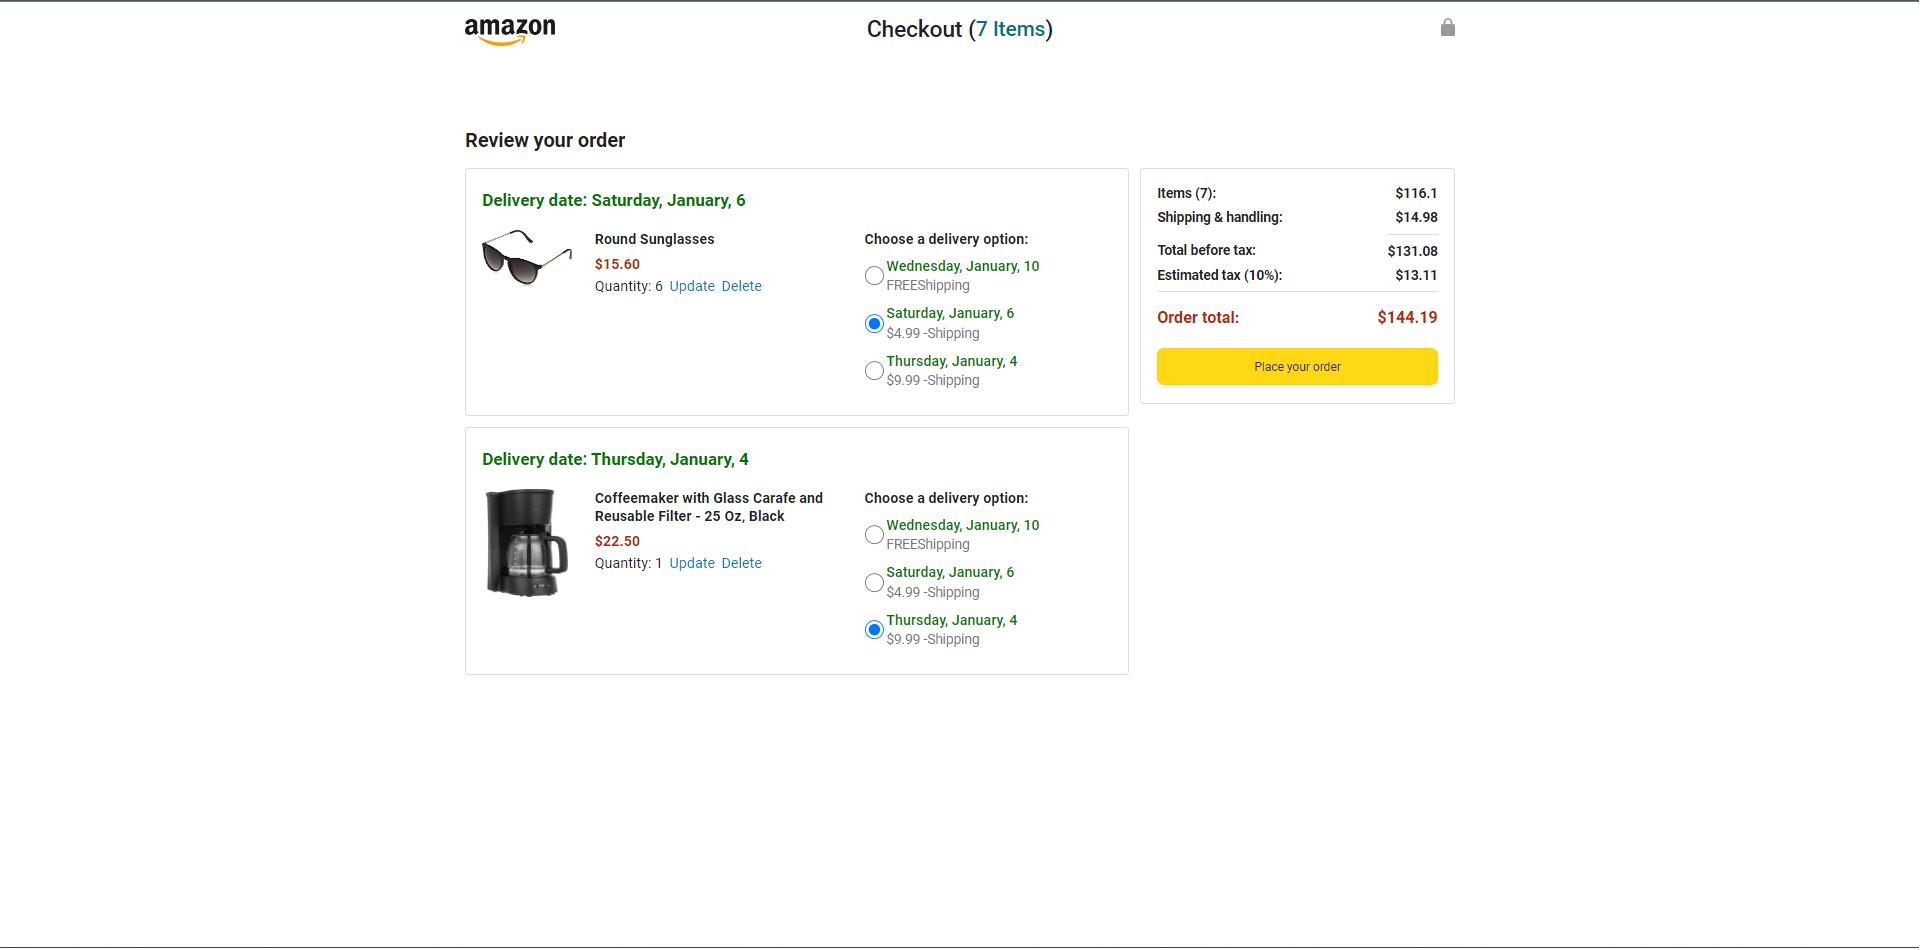 amazon
Checkout (7 Items)
Review your order
Delivery date: Saturday, January, 6
Round Sunglasses
$15.60
Quantity: 6 Update Delete
Choose a delivery option:
Wednesday, January, 10
FREEShipping
Saturday, January, 6
$4.99 -Shipping
Thursday, January, 4
$9.99 -Shipping
Delivery date: Thursday, January, 4
Coffeemaker with Glass Carafe and
Reusable Filter - 25 Oz, Black
$22.50
Quantity: 1 Update Delete
Choose a delivery option:
Wednesday, January, 10
FREEShipping
Saturday, January, 6
$4.99 -Shipping
Thursday, January, 4
$9.99 -Shipping
Items (7): $116.1
Shipping & handling: $14.98
Total before tax: $131.08
Estimated tax (10%): $13.11
Order total: $144.19
Place your order